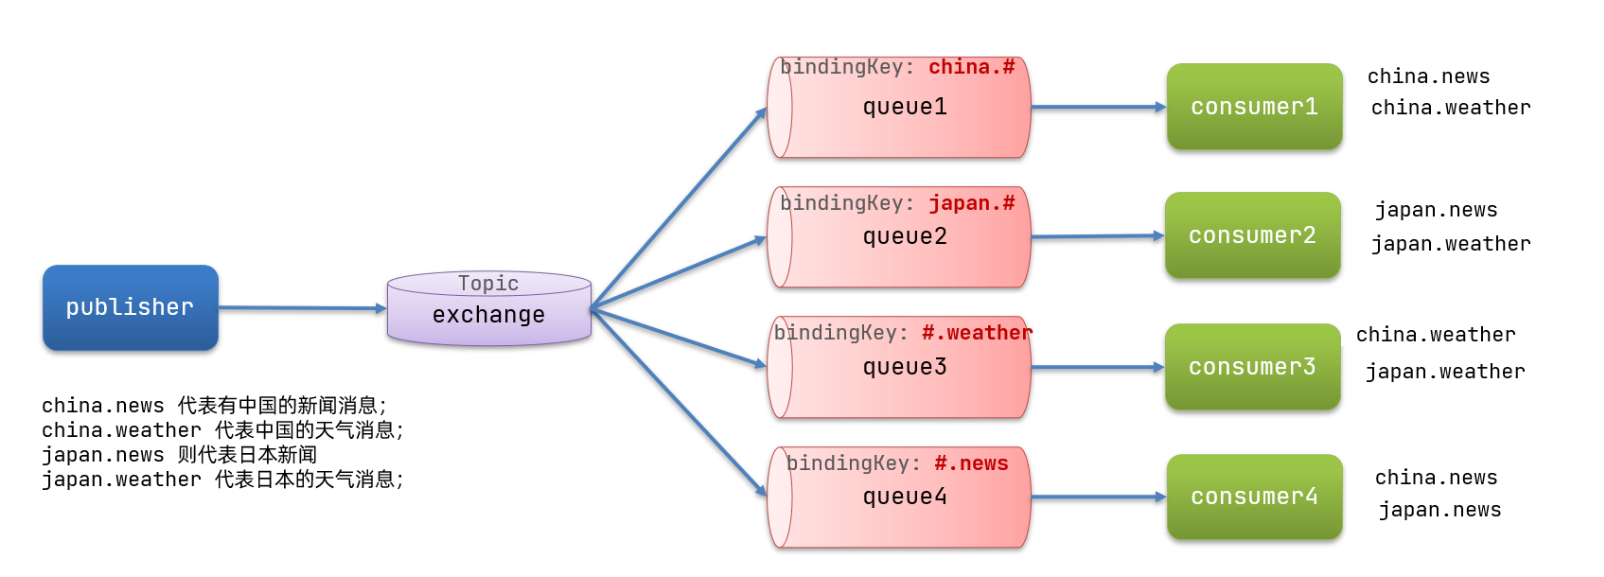 bindingKey: china.#
queue1
consumer1
china.news
china.weather
bindingKey: japan.#
queue2
consumer2
japan.news
japan.weather
publisher
Topic
exchange
bindingKey: #.weather
queue3
consumer3
china.weather
japan.weather
china.news 代表有中国的新闻消息；
china.weather 代表中国的天气消息；
japan.news 则代表日本新闻
japan.weather 代表日本的天气消息；
bindingKey: #.news
queue4
consumer4
china.news
japan.news